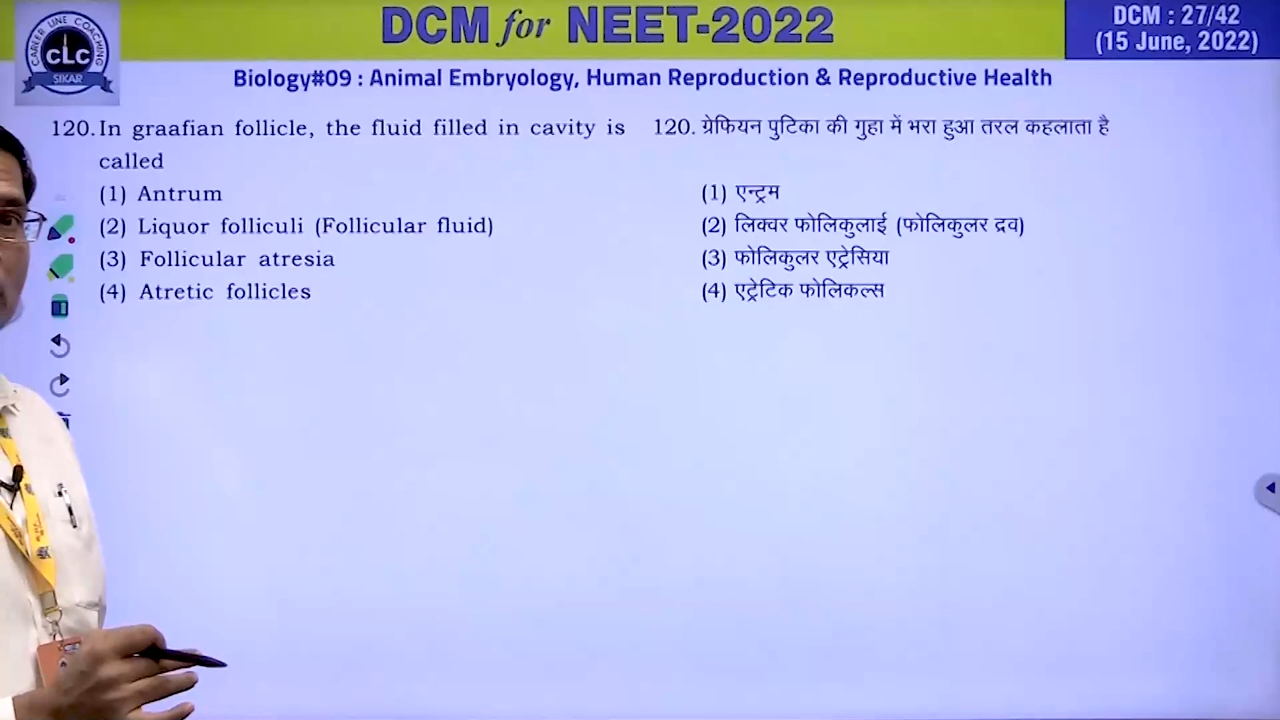 DCM for NEET-2022
DCM : 27/42
(15 June, 2022)
CAREER LINE COACHING
CLC
SIKAR
Biology#09 : Animal Embryology, Human Reproduction & Reproductive Health
120. In graafian follicle, the fluid filled in cavity is
called
(1) Antrum
(2) Liquor folliculi (Follicular fluid)
(3) Follicular atresia
(4) Atretic follicles
120. ग्रेफियन पुटिका की गुहा में भरा हुआ तरल कहलाता है
(1) एन्ट्रम
(2) लिक्वर फोलिकुलाई (फोलिकुलर द्रव)
(3) फोलिकुलर एट्रेसिया
(4) एट्रेटिक फोलिकल्स